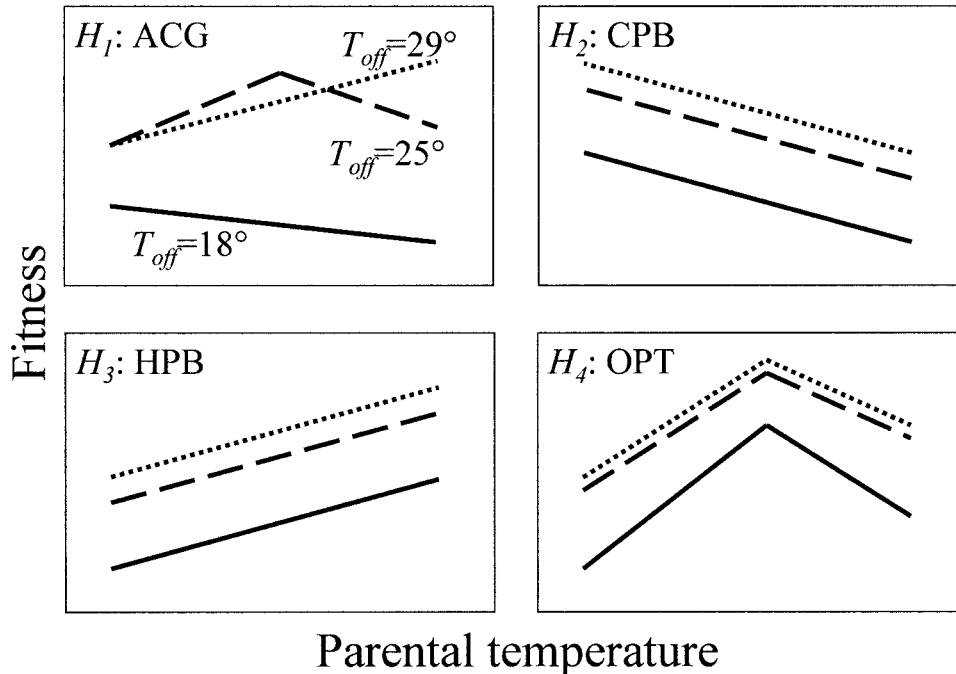 H1: ACG
Toff=29°
Toff=25°
Toff=18°
H2: CPB
H3: HPB
H4: OPT
Fitness
Parental temperature